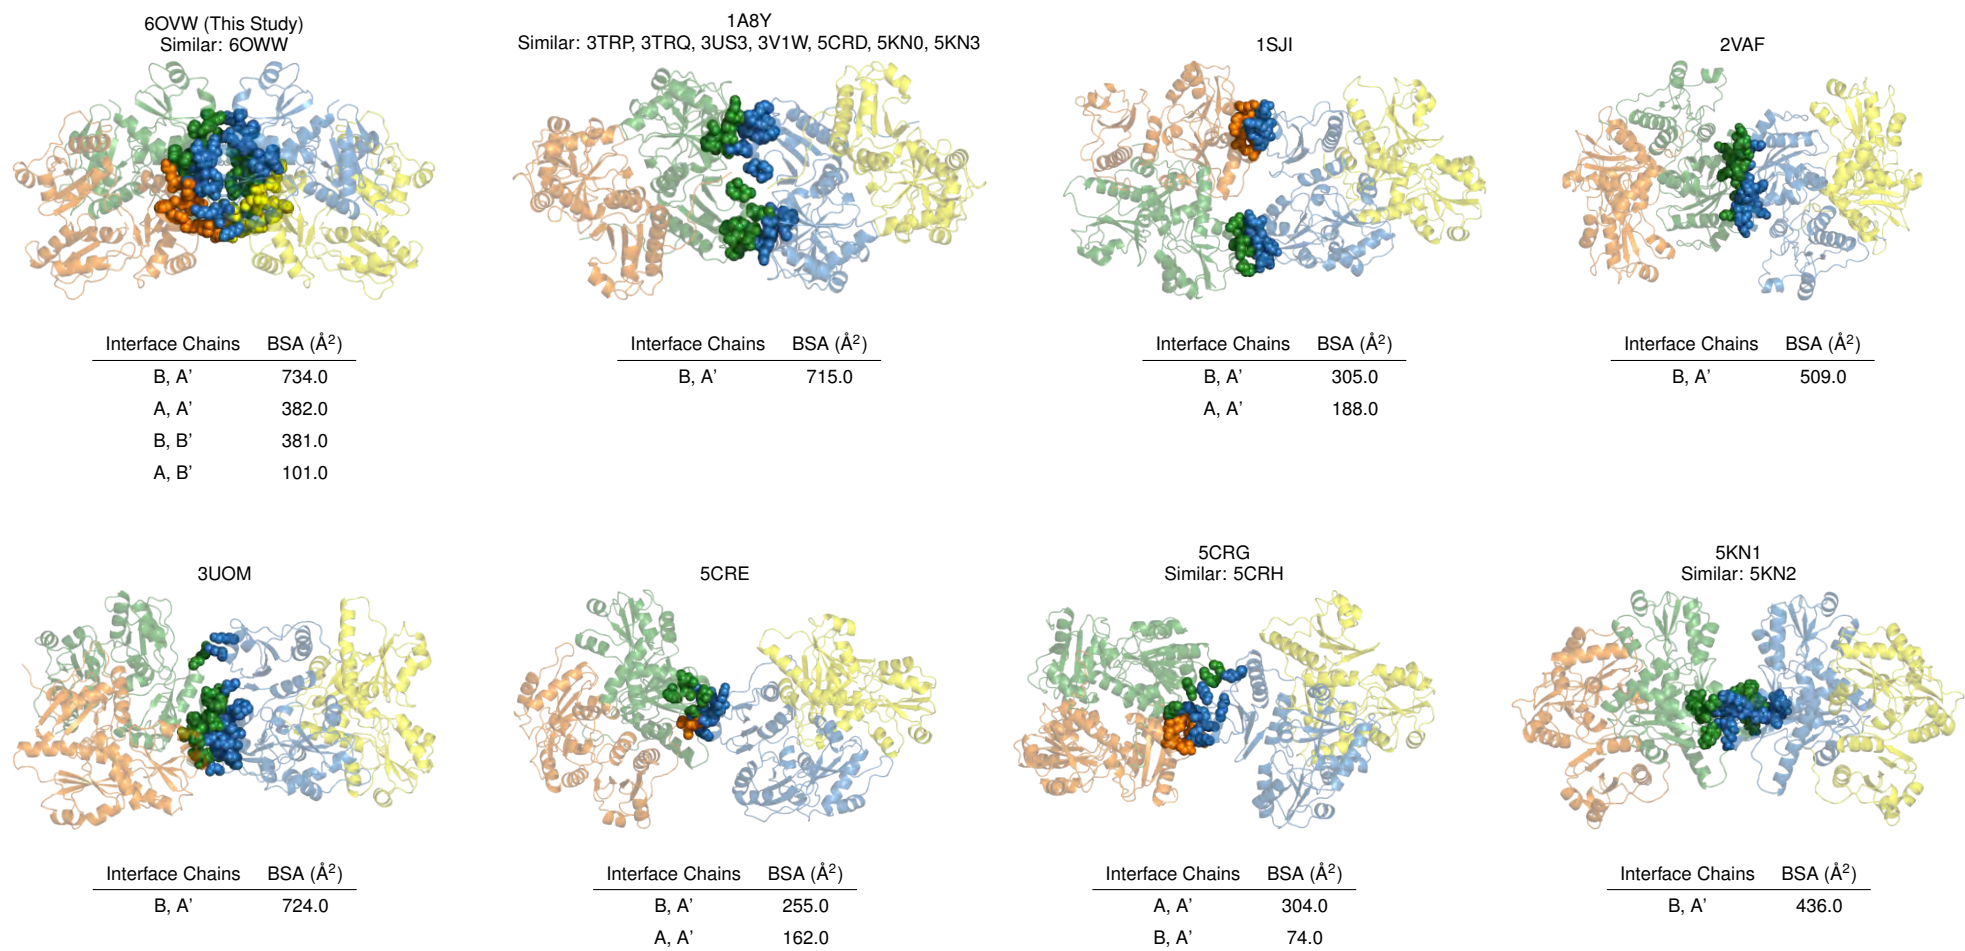 6OVW (This Study)
Similar: 6OWW
Interface Chains BSA (Å²)
B, A' 734.0
A, A' 382.0
B, B' 381.0
A, B' 101.0
1A8Y
Similar: 3TRP, 3TRQ, 3US3, 3V1W, 5CRD, 5KN0, 5KN3
Interface Chains BSA (Å²)
B, A' 715.0
1SJI
Interface Chains BSA (Å²)
B, A' 305.0
A, A' 188.0
2VAF
Interface Chains BSA (Å²)
B, A' 509.0
3UOM
Interface Chains BSA (Å²)
B, A' 724.0
5CRE
Interface Chains BSA (Å²)
B, A' 255.0
A, A' 162.0
5CRG
Similar: 5CRH
Interface Chains BSA (Å²)
A, A' 304.0
B, A' 74.0
5KN1
Similar: 5KN2
Interface Chains BSA (Å²)
B, A' 436.0